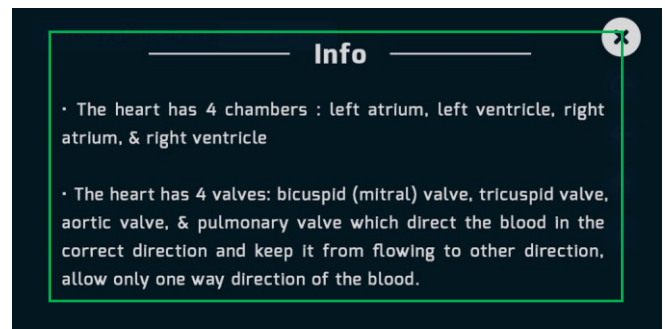 Info
• The heart has 4 chambers : left atrium, left ventricle, right
atrium, & right ventricle
• The heart has 4 valves: bicuspid (mitral) valve, tricuspid valve,
aortic valve, & pulmonary valve which direct the blood in the
correct direction and keep it from flowing to other direction,
allow only one way direction of the blood.